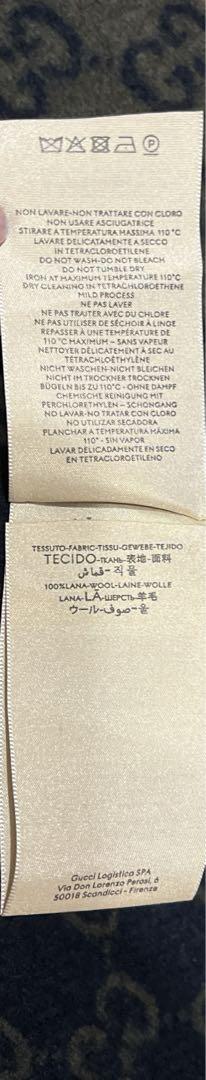 NON LAVARE-NON TRATTARE CON CLORO
NON USARE ASCIUGATRICE
STIRARE A TEMPERATURA MASSIMA 110°C
LAVARE DELICATAMENTE A SECCO
IN TETRACLOROETILENE
DO NOT WASH-DO NOT BLEACH
DO NOT TUMBLE DRY
IRON AT MAXIMUM TEMPERATURE 110°C
DRY CLEANING IN TETRACHLOROETHENE
MILD PROCESS
NE PAS LAVER
NE PAS TRAITER AVEC DU CHLORE
NE PAS UTILISER DE SÉCHOIR À LINGE
REPASSER À UNE TEMPÉRATURE DE
110°C MAXIMUM - SANS VAPEUR
NETTOYER DÉLICATEMENT À SEC AU
TÉTRACHLOÉTHYLÈNE
NICHT WASCHEN-NICHT BLEICHEN
NICHT IM TROCKNER TROCKNEN
BÜGELN BIS ZU 110°C - OHNE DAMPF
CHEMISCHE REINIGUNG MIT
PERCHLORETHYLEN - SCHONGANG
NO LAVAR-NO TRATAR CON CLORO
NO UTILIZAR SECADORA
PLANCHAR A TEMPERATURA MÁXIMA
110° - SIN VAPOR
LAVAR DELICADAMENTE EN SECO
EN TETRACLOROETILENO
TESSUTO-FABRIC-TISSU-GEWEBE-TEJIDO
TECIDO-ТКАНЬ-表地-面料
직물-قماش
100%LANA-WOOL-LAINE-WOLLE
LANA-LÃ-ШЕРСТЬ-羊毛
ウール-صوف-울
Gucci Logistica SPA
Via Don Lorenzo Perosi, 6
50018 Scandicci - Firenze